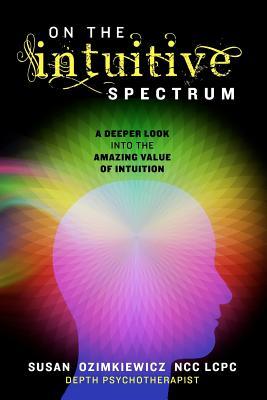 ON THE
intuitive
SPECTRUM
A DEEPER LOOK
INTO THE
AMAZING VALUE
OF INTUITION
SUSAN OZIMKIEWICZ NCC LCPC
DEPTH PSYCHOTHERAPIST